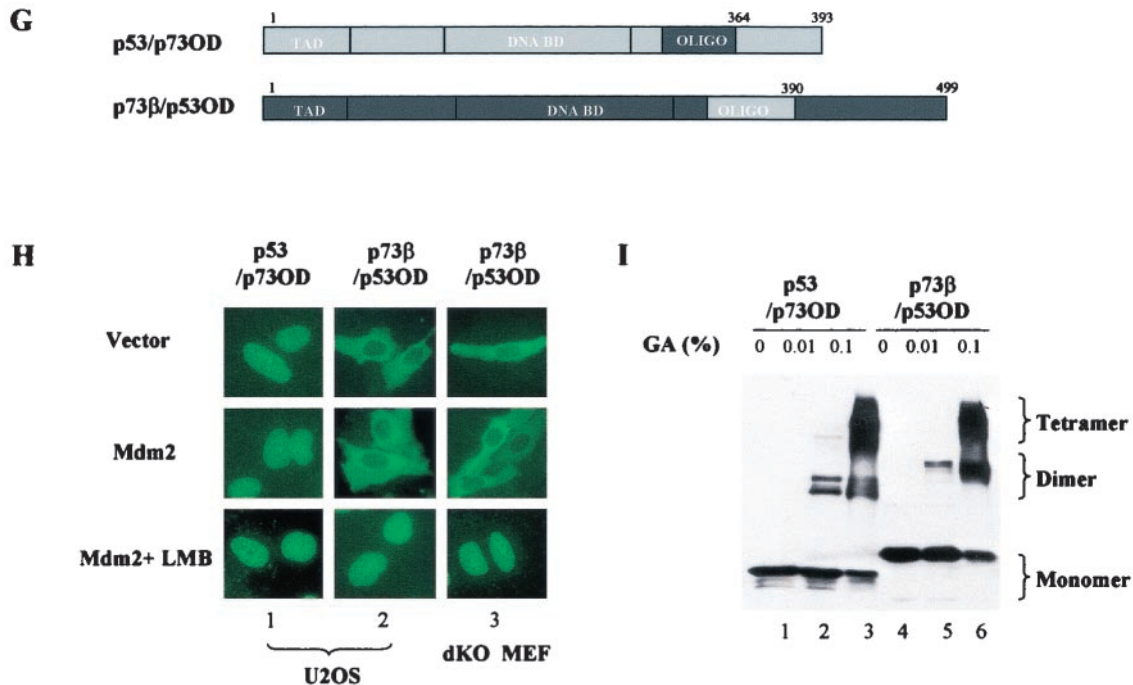 G
1 364 393
p53/p73OD TAD DNA BD OLIGO
1 390 499
p73β/p53OD TAD DNA BD OLIGO
H
p53 p73β p73β
/p73OD /p53OD /p53OD
Vector
Mdm2
Mdm2+ LMB
1 2 3
U2OS dKO MEF
I
p53 p73β
/p73OD /p53OD
GA (%) 0 0.01 0.1 0 0.01 0.1
Tetramer
Dimer
Monomer
1 2 3 4 5 6